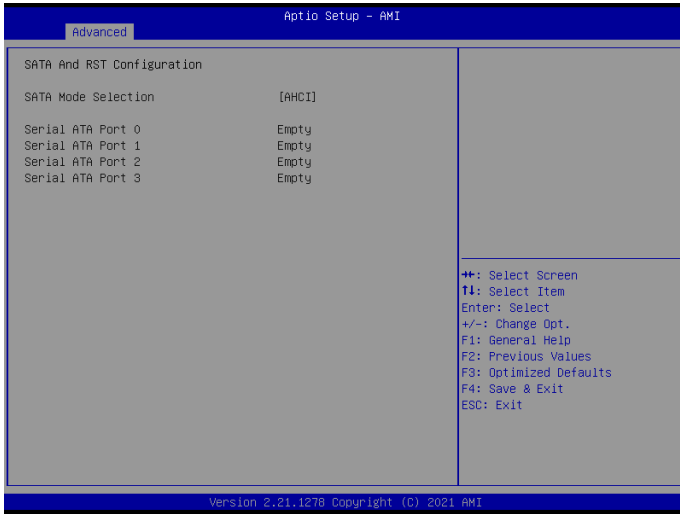 Aptio Setup – AMI
Advanced
SATA And RST Configuration
SATA Mode Selection [AHCI]
Serial ATA Port 0 Empty
Serial ATA Port 1 Empty
Serial ATA Port 2 Empty
Serial ATA Port 3 Empty
→←: Select Screen
↑↓: Select Item
Enter: Select
+/-: Change Opt.
F1: General Help
F2: Previous Values
F3: Optimized Defaults
F4: Save & Exit
ESC: Exit
Version 2.21.1278 Copyright (C) 2021 AMI